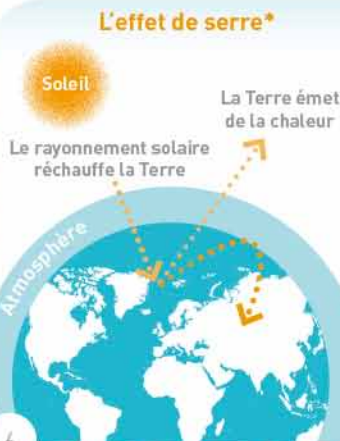 L'effet de serre*
Soleil
La Terre émet
de la chaleur
Le rayonnement solaire
réchauffe la Terre
Atmosphère